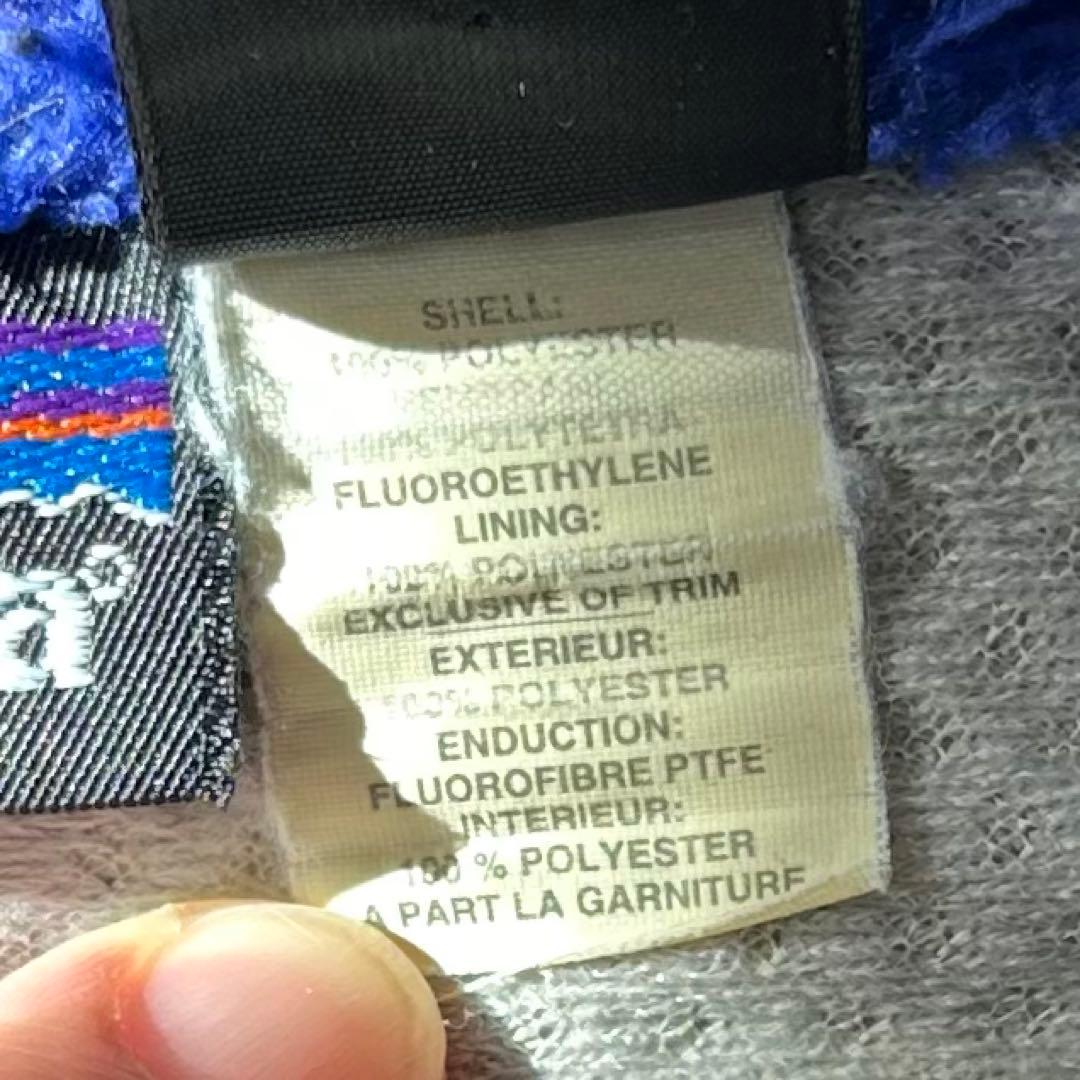 a®
SHELL:
100% POLYESTER
100% POLYTETRA
FLUOROETHYLENE
LINING:
100% POLYESTER
EXCLUSIVE OF TRIM
EXTERIEUR:
100% POLYESTER
ENDUCTION:
FLUOROFIBRE PTFE
INTERIEUR:
100 % POLYESTER
A PART LA GARNITURE